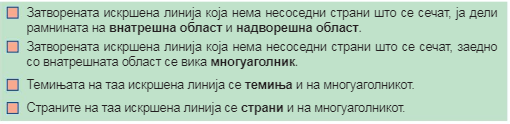 Затворената искршена линија која нема несоседни страни што се сечат, ја дели
рамнината на внатрешна област и надворешна област.
Затворената искршена линија која нема несоседни страни што се сечат, заедно
со внатрешната област се вика многуаголник.
Темињата на таа искршена линија се темиња и на многуаголникот.
Страните на таа искршена линија се страни и на многуаголникот.